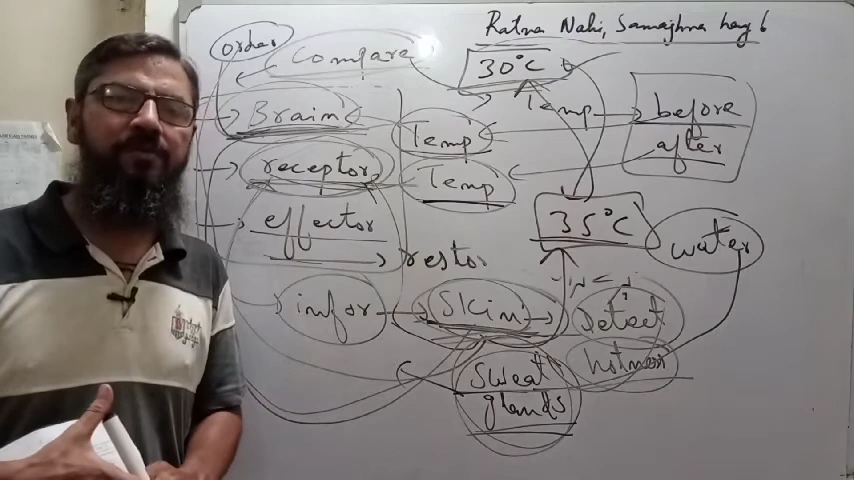 Ratna Nahi, Samajhna hay
order
Compare
30°C
Brain
Temp
Temp
before
after
receptor
Temp
35°C
effector
water
restor
infor
Skin
Detect
hotness
Sweat
glands